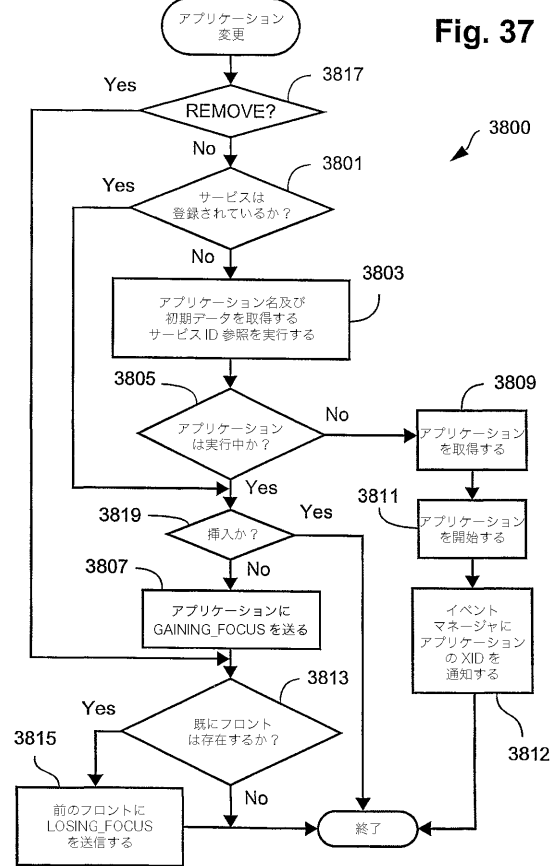 アプリケーション
変更
Fig. 37
Yes
3817
REMOVE?
3800
No
3801
Yes
サービスは
登録されているか？
No
3803
アプリケーション名及び
初期データを取得する
サービス ID 参照を実行する
3805
3809
アプリケーション
は実行中か？
No
アプリケーション
を取得する
Yes
3811
3819
挿入か？
Yes
アプリケーション
を開始する
No
3807
アプリケーションに
GAINING_FOCUS を送る
イベント
マネージャに
アプリケーション
の XID を
通知する
3813
Yes
既にフロント
は存在するか？
3812
3815
No
前のフロントに
LOSING_FOCUS
を送信する
終了